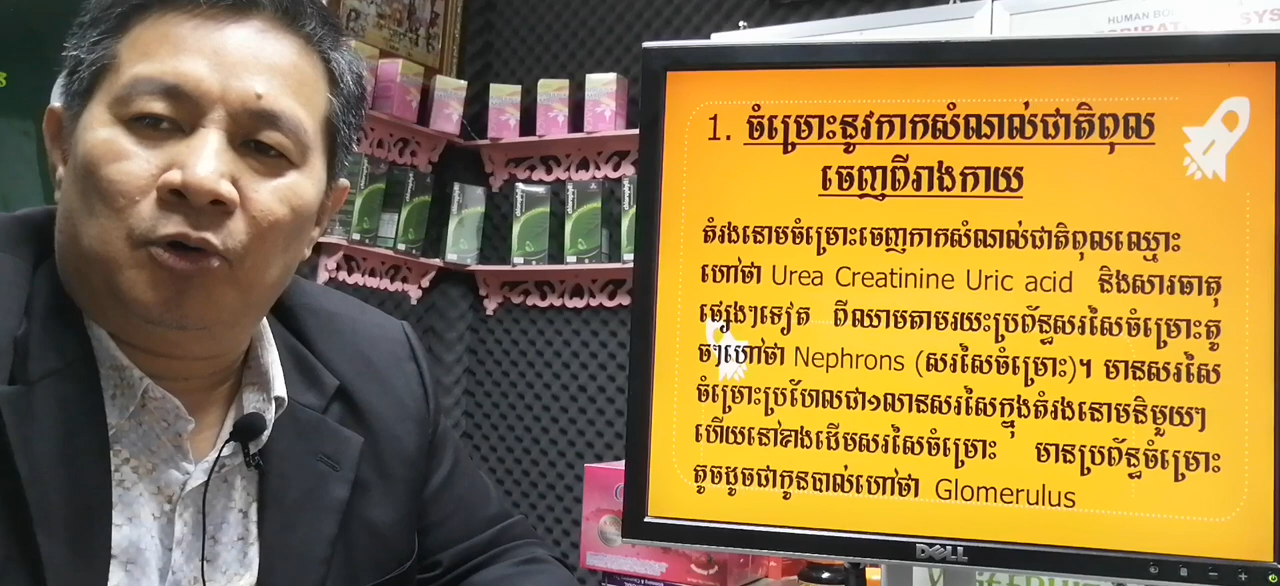 HUMAN BO
SYS
1. ចំម្រោះនូវកាកសំណល់ជាតិពុល
ចេញពីរាងកាយ
តំរងនោមចំម្រោះចេញកាកសំណល់ជាតិពុលឈ្មោះ
ហៅថា Urea Creatinine Uric acid និងសារធាតុ
ផ្សេងៗទៀត ពីឈាមតាមរយះប្រព័ន្ធសរសៃចំម្រោះតូ
ចៗហៅថា Nephrons (សរសៃចំម្រោះ)។ មានសរសៃ
ចំម្រោះប្រហែលជា១លានសរសៃក្នុងតំរងនោមនិមួយៗ
ហើយនៅខាងដើមសរសៃចំម្រោះ មានប្រព័ន្ធចំម្រោះ
តូចដូចជាកូនបាល់ហៅថា Glomerulus
DELL
chlorophyll
chlorophyll
chlorophyll